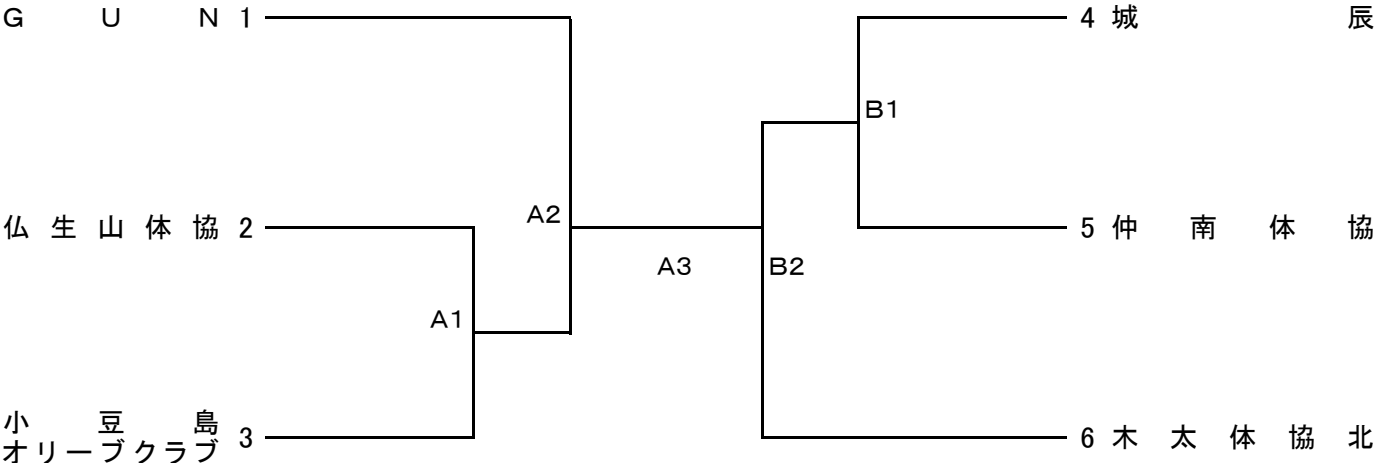 ＧＵＮ 1
4 城辰
B1
A2
仏生山体協 2
5 仲南体協
A3
B2
A1
小豆島
オリーブクラブ 3
6 木太体協北